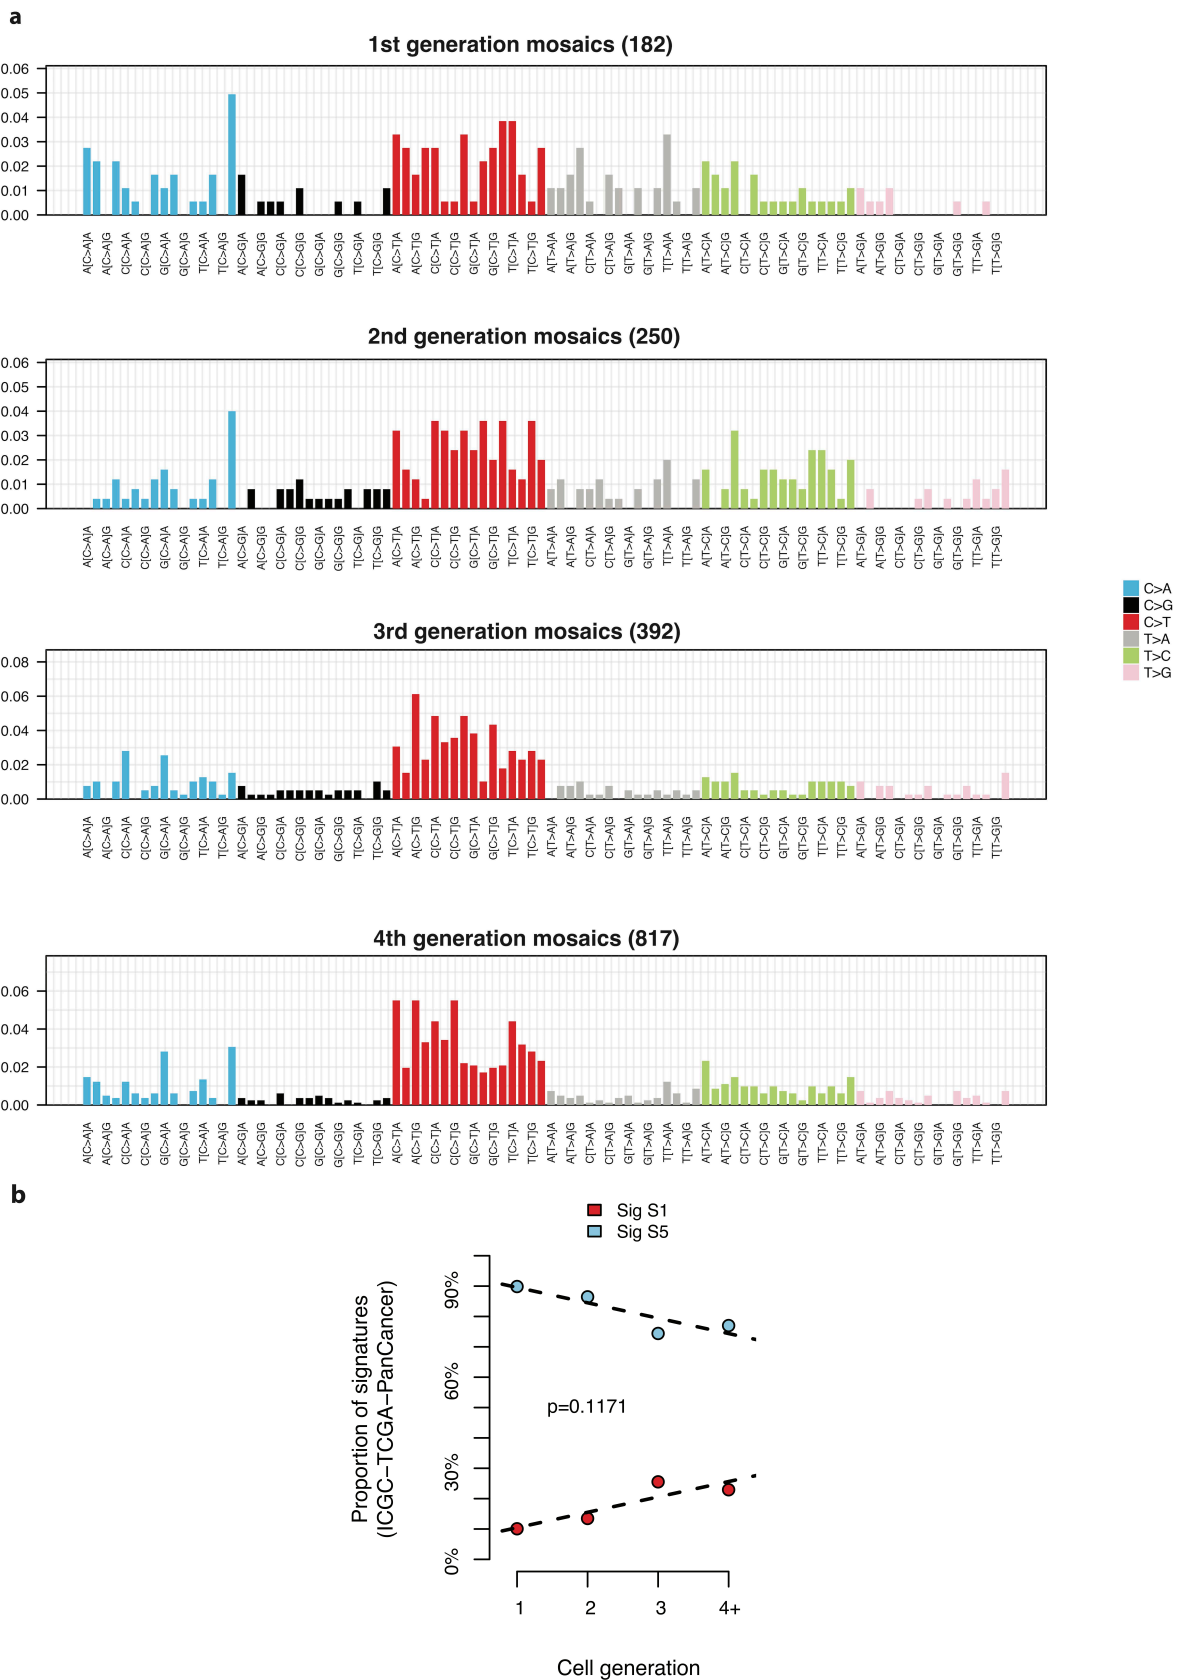 a
1st generation mosaics (182)
0.06
0.05
0.04
0.03
0.02
0.01
0.00
A[C>A]A A[C>A]G C[C>A]A C[C>A]G G[C>A]A G[C>A]G T[C>A]A T[C>A]G A[C>G]A A[C>G]G C[C>G]A C[C>G]G G[C>G]A G[C>G]G T[C>G]A T[C>G]G A[C>T]A A[C>T]G C[C>T]A C[C>T]G G[C>T]A G[C>T]G T[C>T]A T[C>T]G A[T>A]A A[T>A]G C[T>A]A C[T>A]G G[T>A]A G[T>A]G T[T>A]A T[T>A]G A[T>C]A A[T>C]G C[T>C]A C[T>C]G G[T>C]A G[T>C]G T[T>C]A T[T>C]G A[T>G]A A[T>G]G C[T>G]A C[T>G]G G[T>G]A G[T>G]G T[T>G]A T[T>G]G
2nd generation mosaics (250)
0.06
0.05
0.04
0.03
0.02
0.01
0.00
A[C>A]A A[C>A]G C[C>A]A C[C>A]G G[C>A]A G[C>A]G T[C>A]A T[C>A]G A[C>G]A A[C>G]G C[C>G]A C[C>G]G G[C>G]A G[C>G]G T[C>G]A T[C>G]G A[C>T]A A[C>T]G C[C>T]A C[C>T]G G[C>T]A G[C>T]G T[C>T]A T[C>T]G A[T>A]A A[T>A]G C[T>A]A C[T>A]G G[T>A]A G[T>A]G T[T>A]A T[T>A]G A[T>C]A A[T>C]G C[T>C]A C[T>C]G G[T>C]A G[T>C]G T[T>C]A T[T>C]G A[T>G]A A[T>G]G C[T>G]A C[T>G]G G[T>G]A G[T>G]G T[T>G]A T[T>G]G
C>A
C>G
C>T
T>A
T>C
T>G
3rd generation mosaics (392)
0.08
0.06
0.04
0.02
0.00
A[C>A]A A[C>A]G C[C>A]A C[C>A]G G[C>A]A G[C>A]G T[C>A]A T[C>A]G A[C>G]A A[C>G]G C[C>G]A C[C>G]G G[C>G]A G[C>G]G T[C>G]A T[C>G]G A[C>T]A A[C>T]G C[C>T]A C[C>T]G G[C>T]A G[C>T]G T[C>T]A T[C>T]G A[T>A]A A[T>A]G C[T>A]A C[T>A]G G[T>A]A G[T>A]G T[T>A]A T[T>A]G A[T>C]A A[T>C]G C[T>C]A C[T>C]G G[T>C]A G[T>C]G T[T>C]A T[T>C]G A[T>G]A A[T>G]G C[T>G]A C[T>G]G G[T>G]A G[T>G]G T[T>G]A T[T>G]G
4th generation mosaics (817)
0.06
0.04
0.02
0.00
A[C>A]A A[C>A]G C[C>A]A C[C>A]G G[C>A]A G[C>A]G T[C>A]A T[C>A]G A[C>G]A A[C>G]G C[C>G]A C[C>G]G G[C>G]A G[C>G]G T[C>G]A T[C>G]G A[C>T]A A[C>T]G C[C>T]A C[C>T]G G[C>T]A G[C>T]G T[C>T]A T[C>T]G A[T>A]A A[T>A]G C[T>A]A C[T>A]G G[T>A]A G[T>A]G T[T>A]A T[T>A]G A[T>C]A A[T>C]G C[T>C]A C[T>C]G G[T>C]A G[T>C]G T[T>C]A T[T>C]G A[T>G]A A[T>G]G C[T>G]A C[T>G]G G[T>G]A G[T>G]G T[T>G]A T[T>G]G
b
Sig S1
Sig S5
Proportion of signatures
(ICGC−TCGA−PanCancer)
90%
60%
30%
0%
p=0.1171
1 2 3 4+
Cell generation